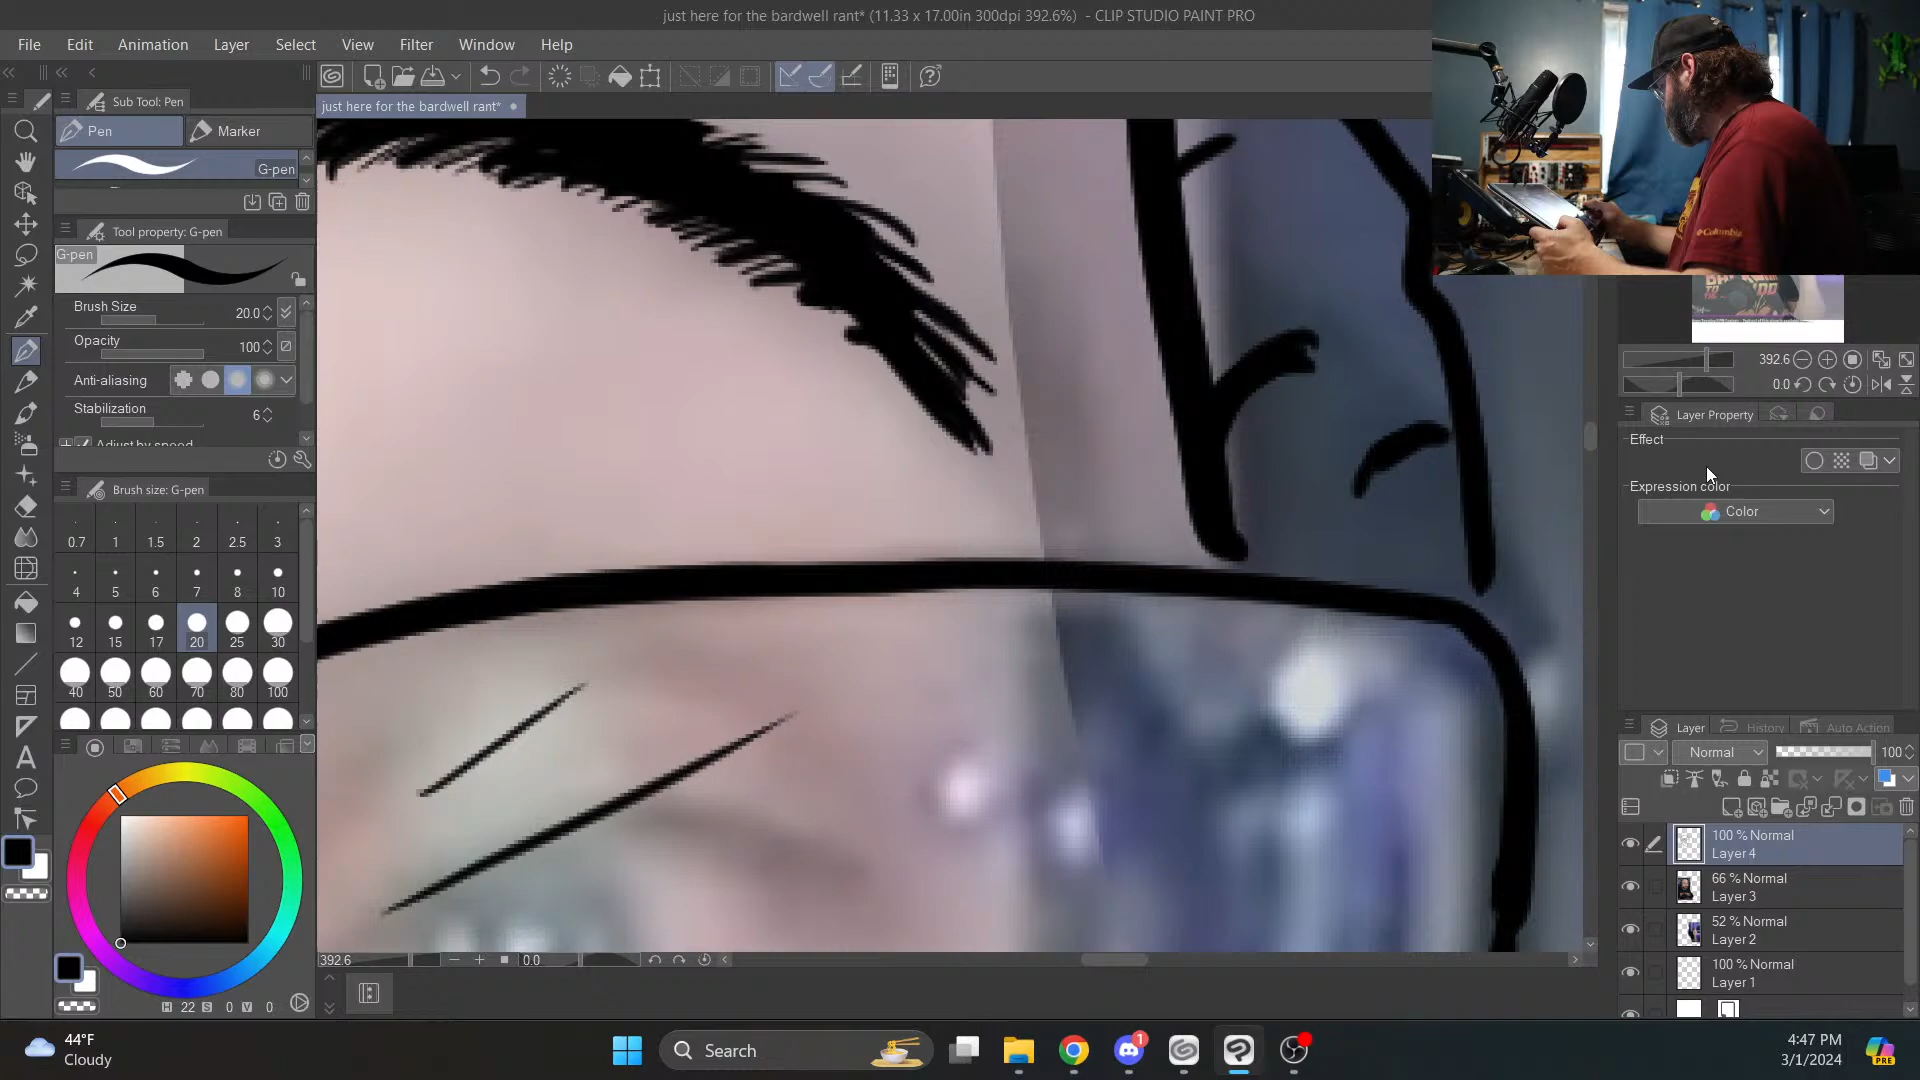 just here for the bardwell rant* (11.33 x 17.00in 300dpi 392.6%) - CLIP STUDIO PAINT PRO
File Edit Animation Layer Select View Filter Window Help
just here for the bardwell rant*
Sub Tool: Pen
Pen Marker
G-pen
Tool property: G-pen
G-pen
Brush Size 20.0
Opacity 100
Anti-aliasing
Stabilization 6
Adjust by speed
Brush size: G-pen
0.7 1 1.5 2 2.5 3
4 5 6 7 8 10
12 15 17 20 25 30
40 50 60 70 80 100
H 22 S 0 V 0
392.6 0.0
Columbia
392.6
0.0
Layer Property
Effect
Expression color
Color
Layer History Auto Action
Normal 100
100 % Normal
Layer 4
66 % Normal
Layer 3
52 % Normal
Layer 2
100 % Normal
Layer 1
44°F
Cloudy
Search
1
4:47 PM
3/1/2024
PRE